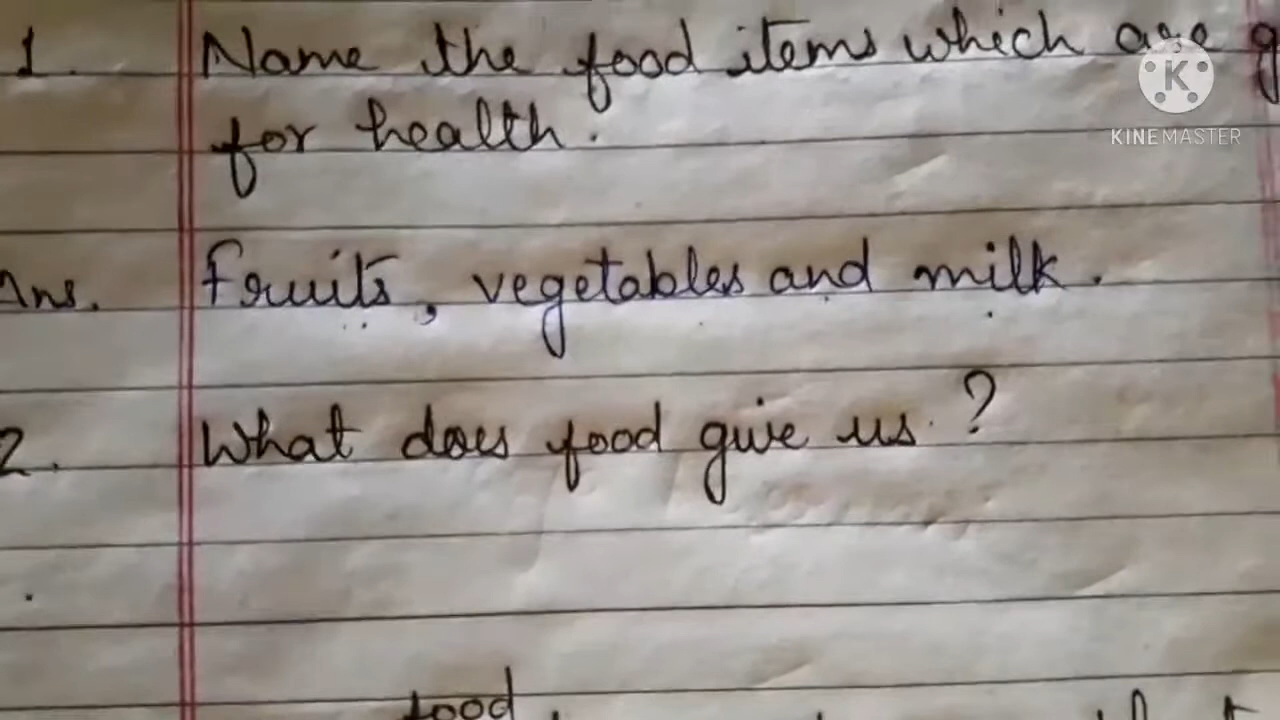 1. Name the food items which are
for health.
Ans. Fruits, vegetables and milk.
2. What does food give us ?
food
K
KINEMASTER